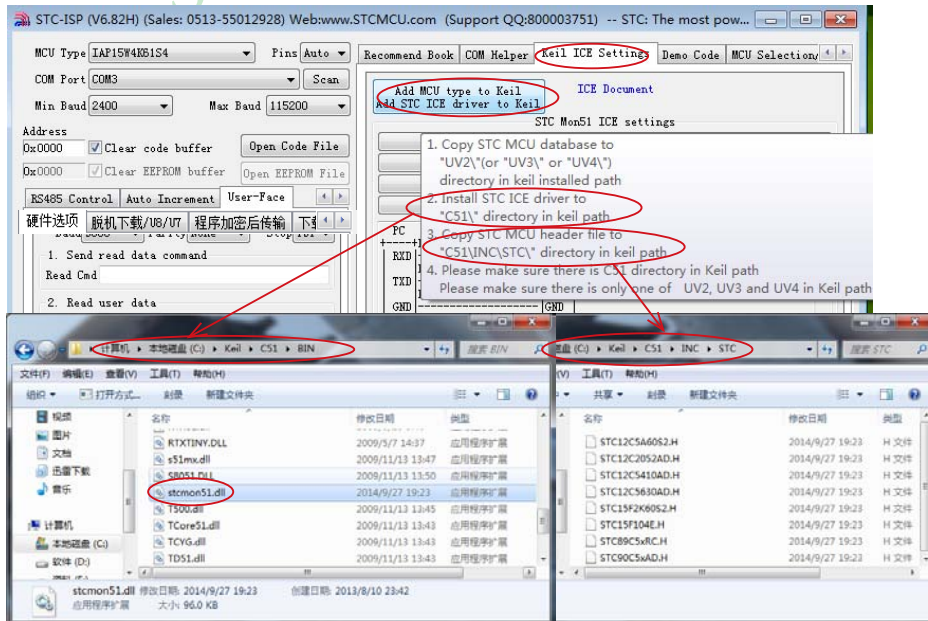 STC-ISP (V6.82H) (Sales: 0513-55012928) Web:www.STCMCU.com (Support QQ:800003751) -- STC: The most pow...
MCU Type IAP15W4K61S4 Pins Auto
COM Port COM3 Scan
Min Baud 2400 Max Baud 115200
Address
0x0000 Clear code buffer Open Code File
0x0000 Clear EEPROM buffer Open EEPROM File
RS485 Control Auto Increment User-Face
硬件选项 脱机下载/U8/U7 程序加密后传输
1. Send read data command
Read Cmd
2. Read user data
Recommend Book COM Helper Keil ICE Settings Demo Code MCU Selection/
Add MCU type to Keil
Add STC ICE driver to Keil
ICE Document
STC Mon51 ICE settings
1. Copy STC MCU database to
"UV2\"(or "UV3\" or "UV4\")
directory in keil installed path
2. Install STC ICE driver to
"C51\" directory in keil path
3. Copy STC MCU header file to
"C51\INC\STC\" directory in keil path
4. Please make sure there is C51 directory in Keil path
Please make sure there is only one of UV2, UV3 and UV4 in Keil path
PC
RXD
TXD
GND GND
计算机 本地磁盘 (C:) Keil C51 BIN
搜索 BIN
文件(F) 编辑(E) 查看(V) 工具(T) 帮助(H)
组织 打开方式... 刻录 新建文件夹
视频
图片
文档
迅雷下载
音乐
计算机
本地磁盘 (C:)
软件 (D:)
名称 修改日期 类型
RTXTINY.DLL 2009/5/7 14:37 应用程序扩展
s51mx.dll 2009/11/13 13:47 应用程序扩展
S8051.DLL 2009/11/13 13:50 应用程序扩展
stcmon51.dll 2014/9/27 19:23 应用程序扩展
T500.dll 2009/11/13 13:45 应用程序扩展
TCore51.dll 2009/11/13 13:43 应用程序扩展
TCYG.dll 2009/11/13 13:43 应用程序扩展
TD51.dll 2009/11/13 13:43 应用程序扩展
stcmon51.dll 修改日期: 2014/9/27 19:23 创建日期: 2013/8/10 23:42
应用程序扩展 大小: 96.0 KB
(C:) Keil C51 INC STC
搜索 STC
(V) 工具(T) 帮助(H)
共享 刻录 新建文件夹
名称 修改日期 类型
STC12C5A60S2.H 2014/9/27 19:23 H 文件
STC12C2052AD.H 2014/9/27 19:23 H 文件
STC12C5410AD.H 2014/9/27 19:23 H 文件
STC12C5630AD.H 2014/9/27 19:23 H 文件
STC15F2K60S2.H 2014/9/27 19:23 H 文件
STC15F104E.H 2014/9/27 19:23 H 文件
STC89C5xRC.H 2014/9/27 19:23 H 文件
STC90C5xAD.H 2014/9/27 19:23 H 文件